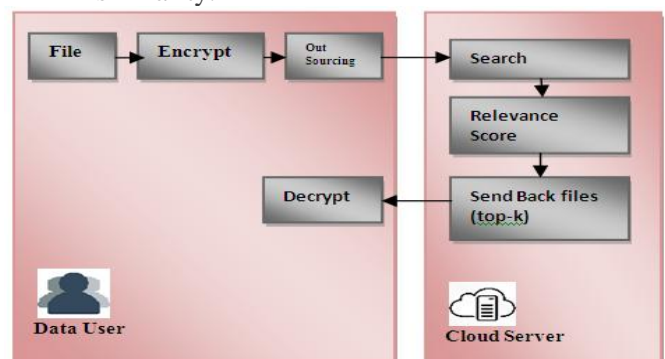 File
Encrypt
Out
Sourcing
Search
Relevance
Score
Decrypt
Send Back files
(top-k)
Data User
Cloud Server